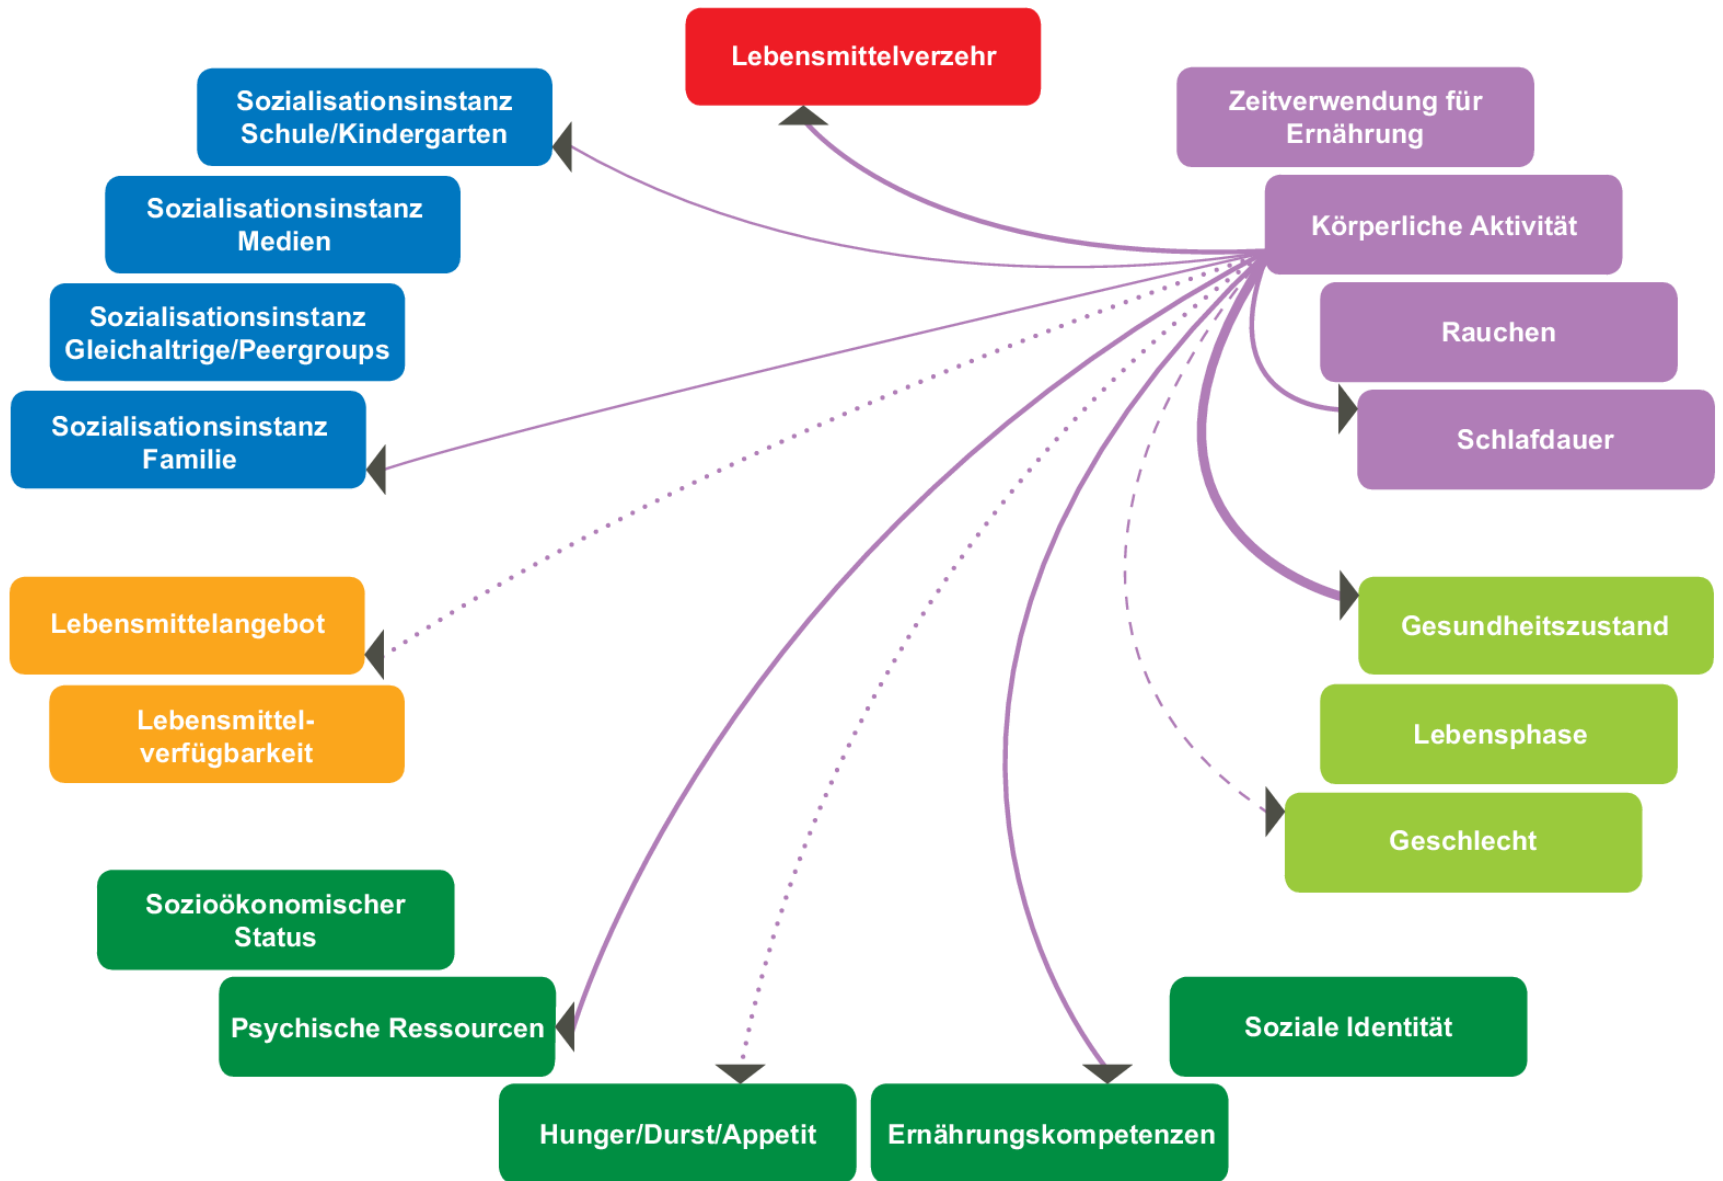 Lebensmittelverzehr
Sozialisationsinstanz
Schule/Kindergarten
Sozialisationsinstanz
Medien
Sozialisationsinstanz
Gleichaltrige/Peergroups
Sozialisationsinstanz
Familie
Lebensmittelangebot
Lebensmittel-
verfügbarkeit
Sozioökonomischer
Status
Psychische Ressourcen
Hunger/Durst/Appetit
Ernährungskompetenzen
Soziale Identität
Zeitverwendung für
Ernährung
Körperliche Aktivität
Rauchen
Schlafdauer
Gesundheitszustand
Lebensphase
Geschlecht